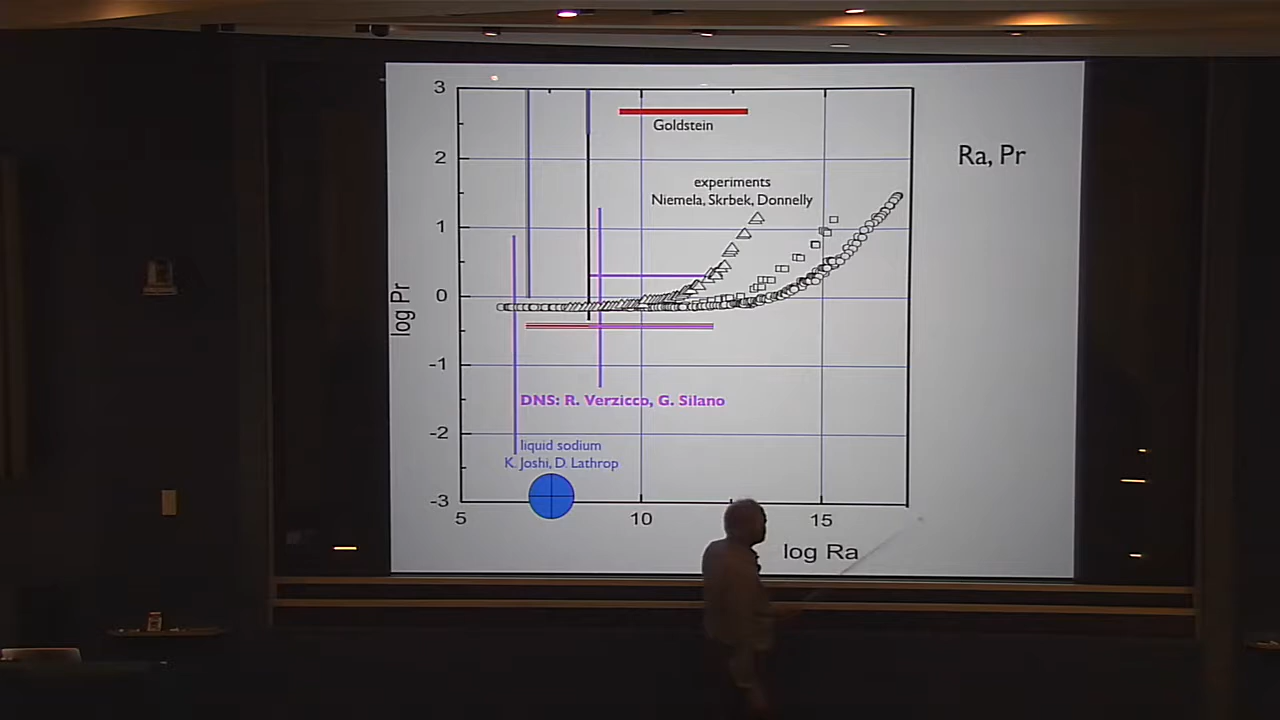 3
Goldstein
2
Ra, Pr
experiments
Niemela, Skrbek, Donnelly
1
0
log Pr
-1
DNS: R. Verzicco, G. Silano
-2
liquid sodium
K. Joshi, D. Lathrop
-3
5
10
15
log Ra